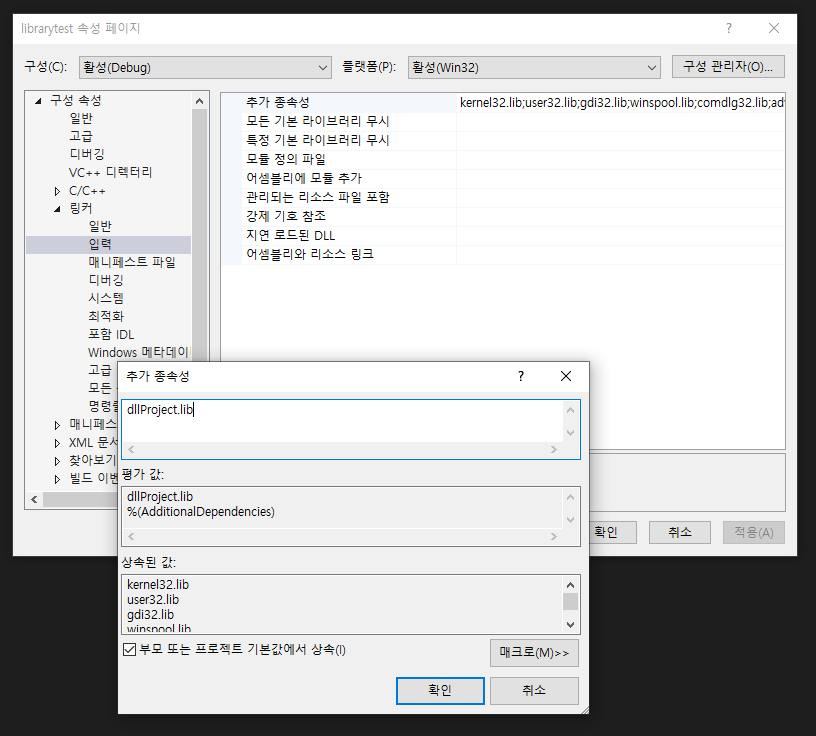 librarytest 속성 페이지
?
구성(C):
활성(Debug)
플랫폼(P):
활성(Win32)
구성 관리자(O)...
구성 속성
일반
고급
디버깅
VC++ 디렉터리
C/C++
링커
일반
입력
매니페스트 파일
디버깅
시스템
최적화
포함 IDL
Windows 메타데이
고급
모든
명령줄
매니페스
XML 문서
찾아보기
빌드 이벤
추가 종속성 kernel32.lib;user32.lib;gdi32.lib;winspool.lib;comdlg32.lib;ad
모든 기본 라이브러리 무시
특정 기본 라이브러리 무시
모듈 정의 파일
어셈블리에 모듈 추가
관리되는 리소스 파일 포함
강제 기호 참조
지연 로드된 DLL
어셈블리와 리소스 링크
확인
취소
적용(A)
추가 종속성
?
dllProject.lib
평가 값:
dllProject.lib
%(AdditionalDependencies)
상속된 값:
kernel32.lib
user32.lib
gdi32.lib
winspool.lib
부모 또는 프로젝트 기본값에서 상속(I)
매크로(M)>>
확인
취소